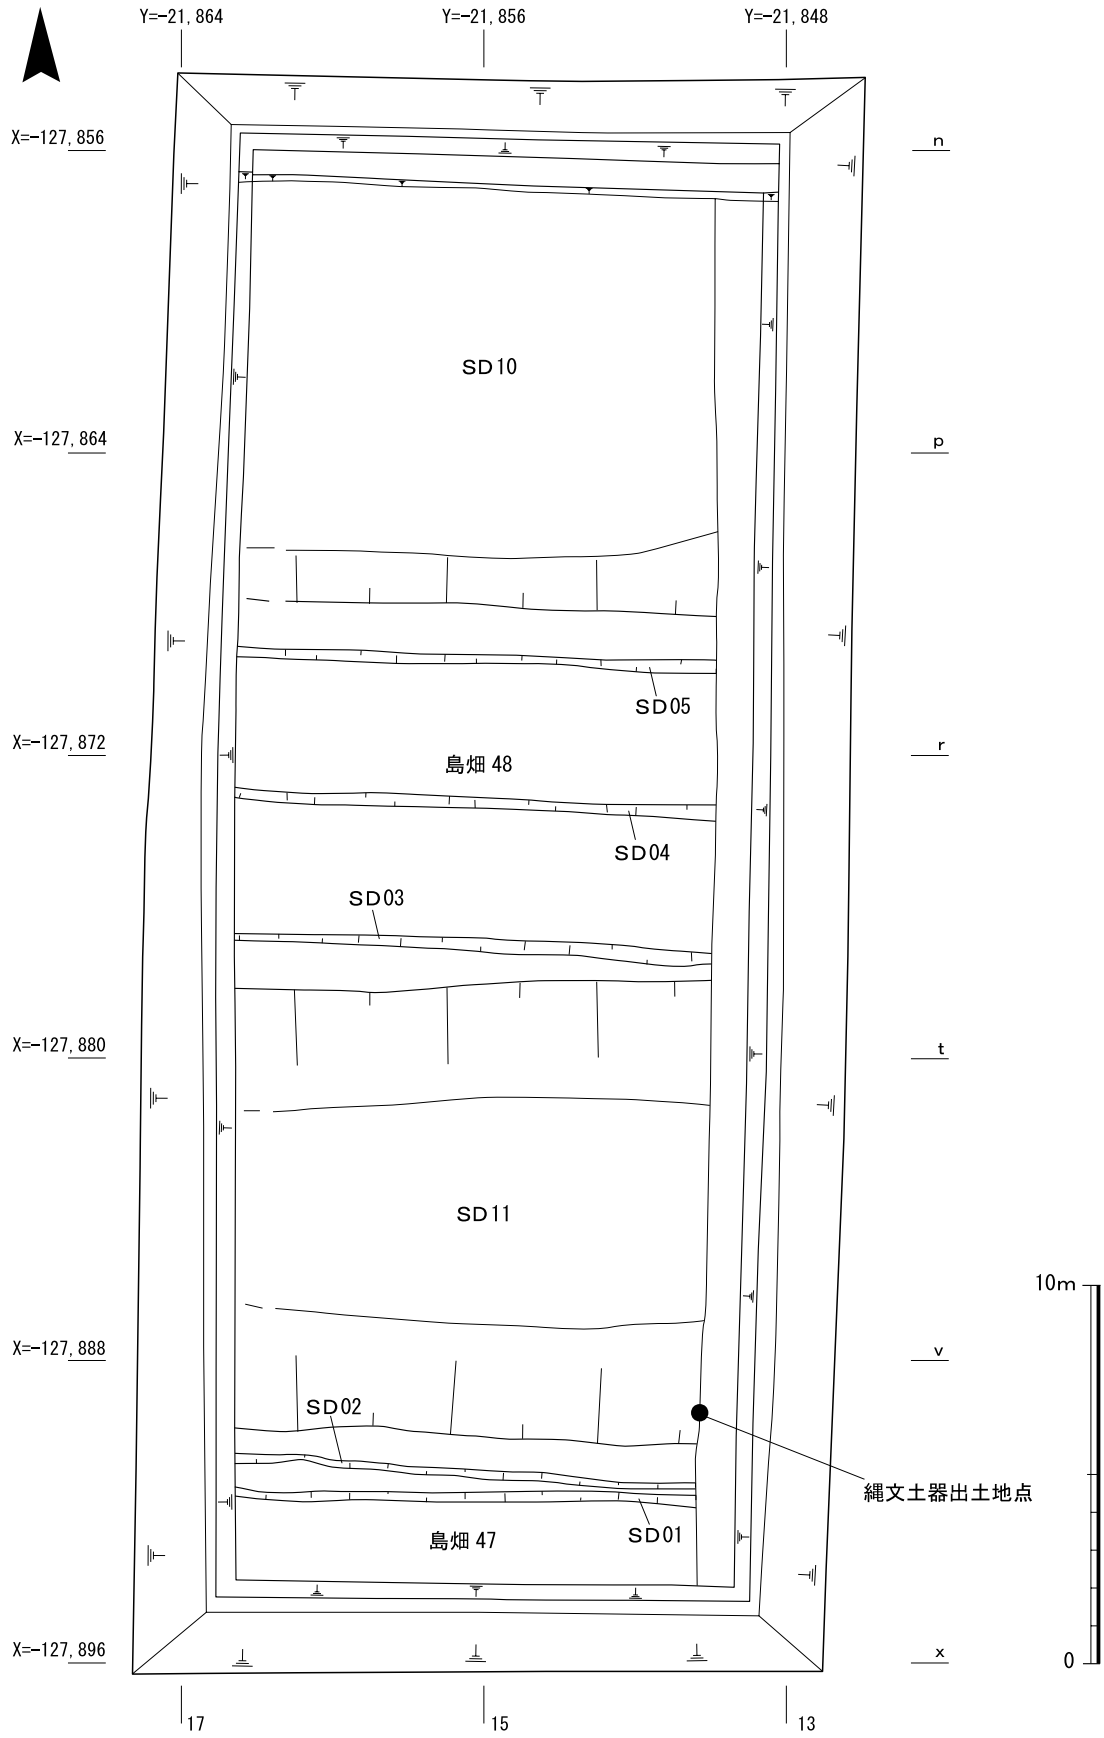 Y=-21,864
Y=-21,856
Y=-21,848
X=-127,856
n
SD10
X=-127,864
p
SD05
X=-127,872
r
島畑 48
SD04
SD03
X=-127,880
t
SD11
10m
X=-127,888
v
SD02
縄文土器出土地点
SD01
島畑 47
X=-127,896
x
0
17
15
13